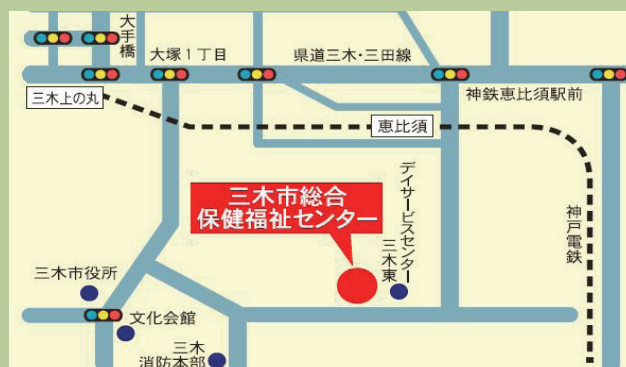 大手橋
大塚1丁目
県道三木・三田線
三木上の丸
恵比須
神鉄恵比須駅前
三木市総合
保健福祉センター
デイサービスセンター
三木東
神戸電鉄
三木市役所
文化会館
三木
消防本部